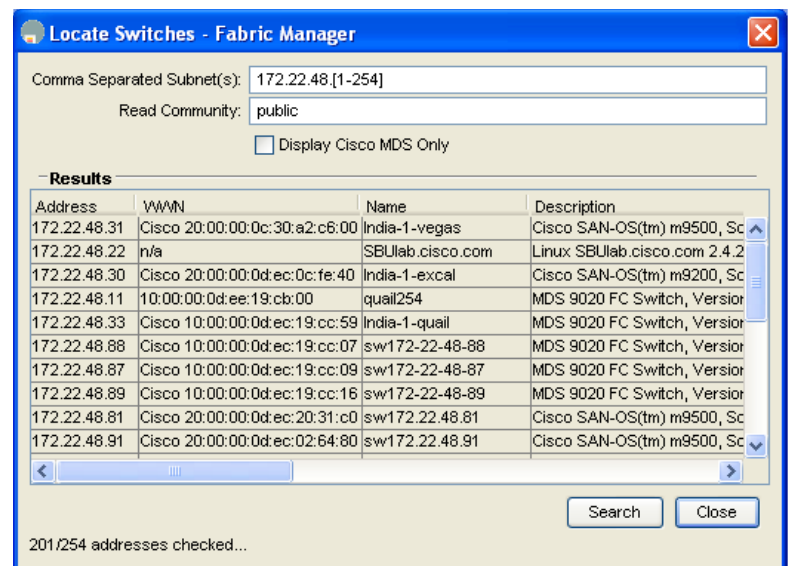 Locate Switches - Fabric Manager
Comma Separated Subnet(s): 172.22.48.[1-254]
Read Community: public
Display Cisco MDS Only
Results
Address WWN Name Description
172.22.48.31 Cisco 20:00:00:0c:30:a2:c6:00 India-1-vegas Cisco SAN-OS(tm) m9500, Sc
172.22.48.22 n/a SBUlab.cisco.com Linux SBUlab.cisco.com 2.4.2
172.22.48.30 Cisco 20:00:00:0d:ec:0c:fe:40 India-1-excal Cisco SAN-OS(tm) m9200, Sc
172.22.48.11 10:00:00:0d:ee:19:cb:00 quail254 MDS 9020 FC Switch, Version
172.22.48.33 Cisco 10:00:00:0d:ec:19:cc:59 India-1-quail MDS 9020 FC Switch, Version
172.22.48.88 Cisco 10:00:00:0d:ec:19:cc:07 sw172-22-48-88 MDS 9020 FC Switch, Version
172.22.48.87 Cisco 10:00:00:0d:ec:19:cc:09 sw172-22-48-87 MDS 9020 FC Switch, Version
172.22.48.89 Cisco 10:00:00:0d:ec:19:cc:16 sw172-22-48-89 MDS 9020 FC Switch, Version
172.22.48.81 Cisco 20:00:00:0d:ec:20:31:c0 sw172.22.48.81 Cisco SAN-OS(tm) m9500, Sc
172.22.48.91 Cisco 20:00:00:0d:ec:02:64:80 sw172.22.48.91 Cisco SAN-OS(tm) m9500, Sc
Search Close
201/254 addresses checked...